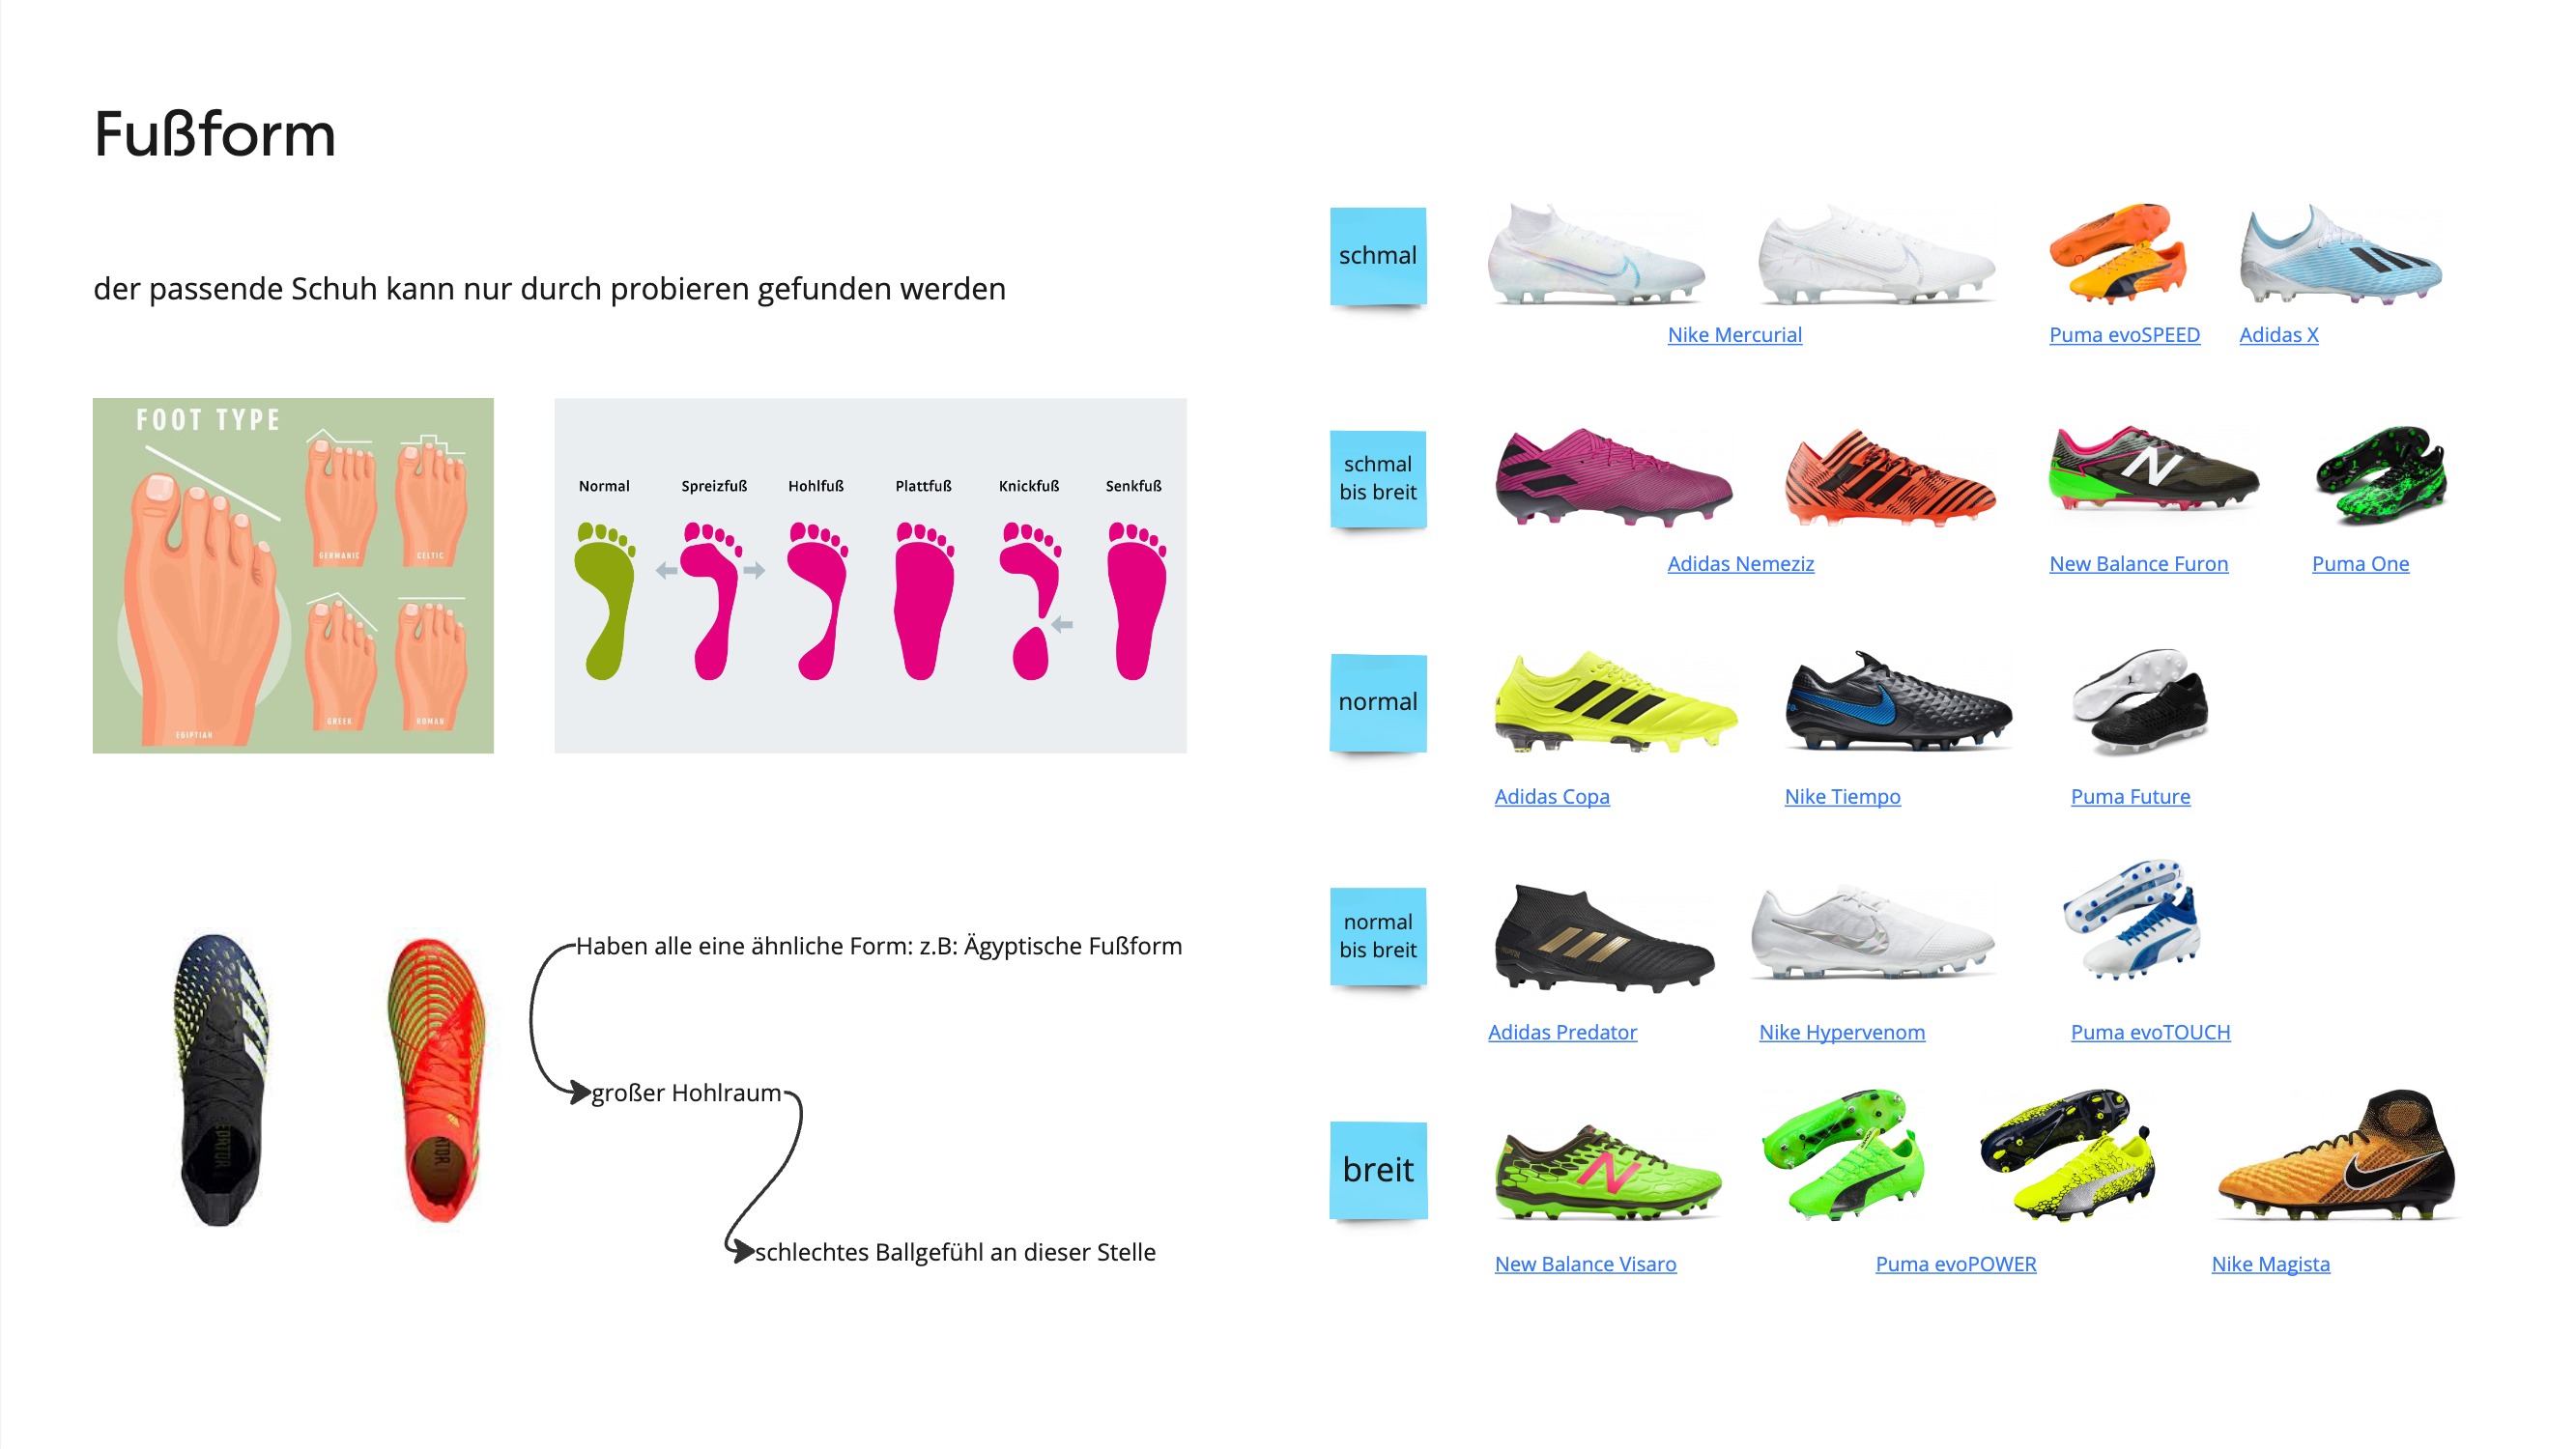 Fußform
der passende Schuh kann nur durch probieren gefunden werden
FOOT TYPE
GERMANIC
CELTIC
EGIPTIAN
GREEK
ROMAN
Normal
Spreizfuß
Hohlfuß
Plattfuß
Knickfuß
Senkfuß
Haben alle eine ähnliche Form: z.B: Ägyptische Fußform
großer Hohlraum
schlechtes Ballgefühl an dieser Stelle
schmal
Nike Mercurial
Puma evoSPEED
Adidas X
schmal
bis breit
Adidas Nemeziz
New Balance Furon
Puma One
normal
Adidas Copa
Nike Tiempo
Puma Future
normal
bis breit
Adidas Predator
Nike Hypervenom
Puma evoTOUCH
breit
New Balance Visaro
Puma evoPOWER
Nike Magista